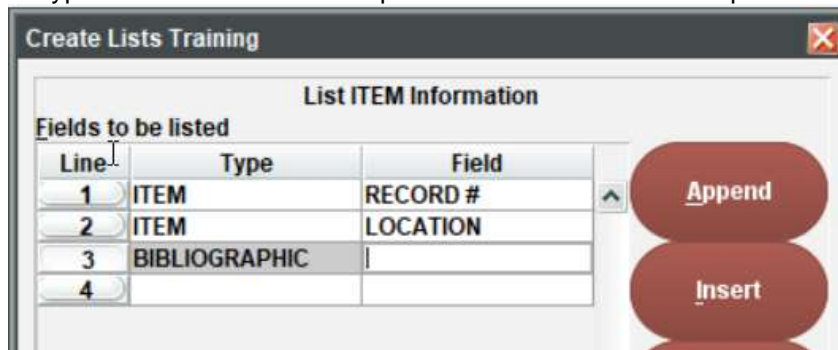 Create Lists Training
List ITEM Information
Fields to be listed
Line Type Field
1 ITEM RECORD #
2 ITEM LOCATION
3 BIBLIOGRAPHIC
4
Append
Insert